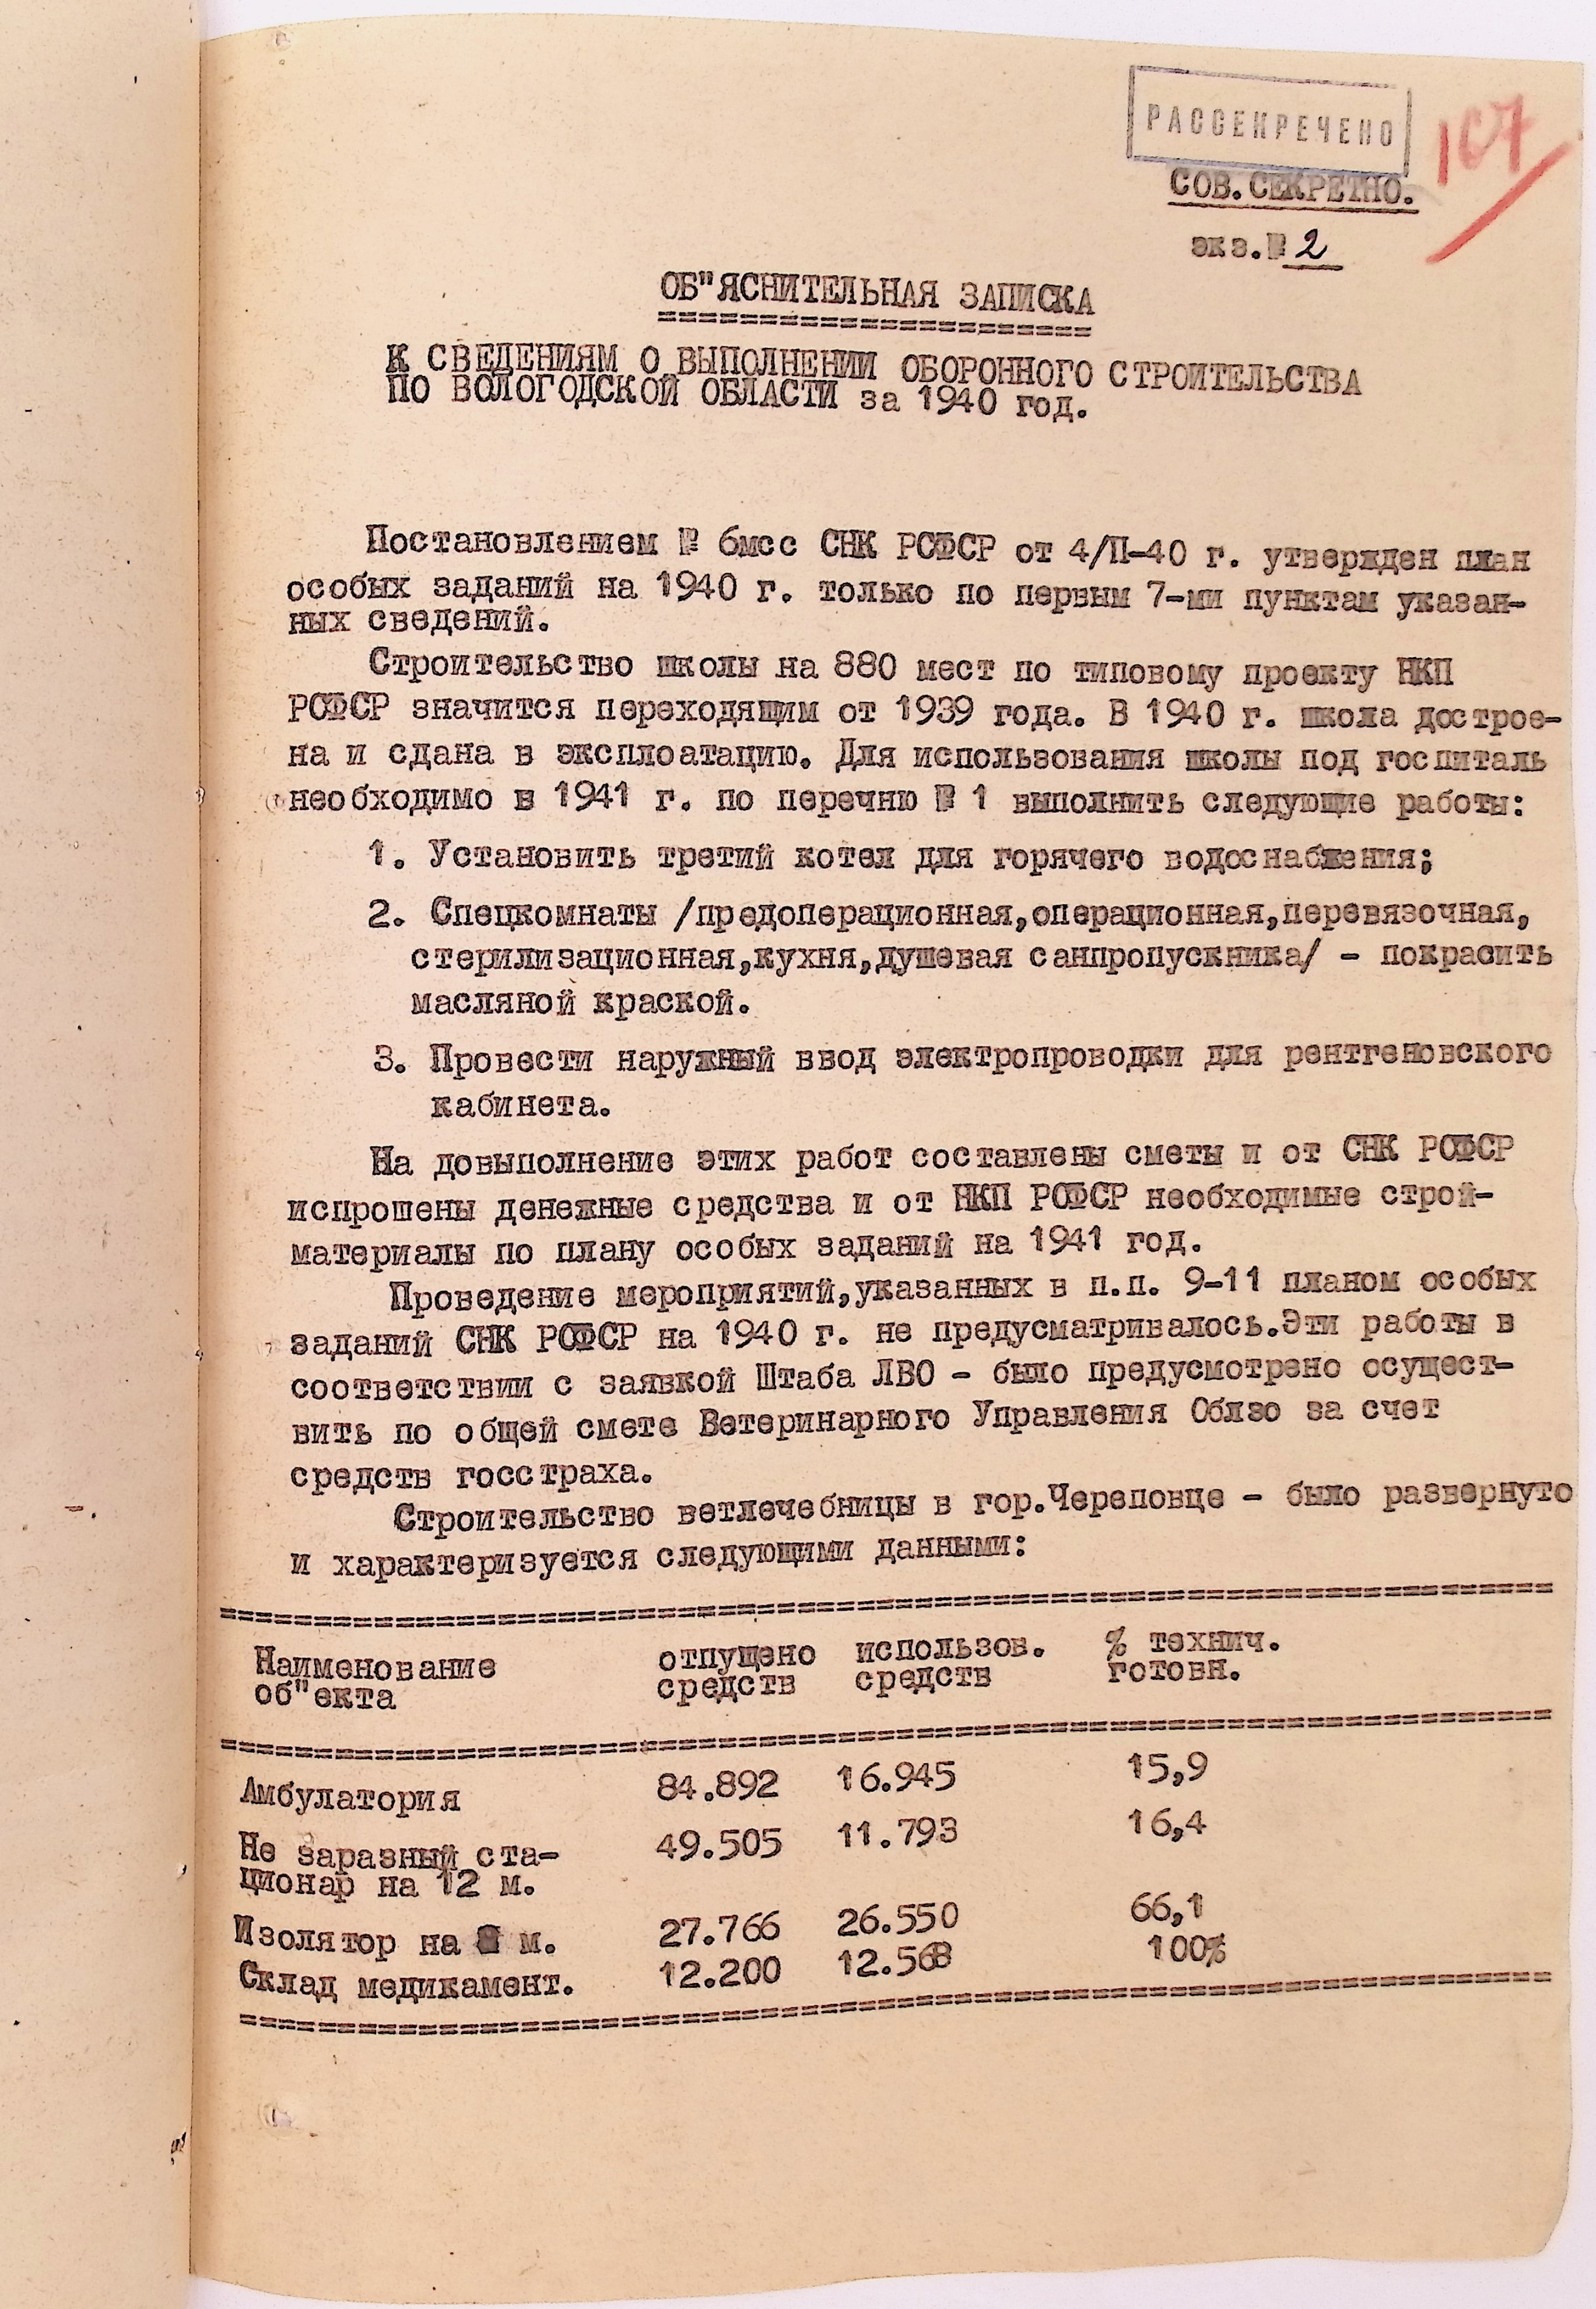 РАССЕКРЕЧЕНО
107
СОВ.СЕКРЕТНО.
экз.№ 2
ОБ"ЯСНИТЕЛЬНАЯ ЗАПИСКА
К СВЕДЕНИЯМ О ВЫПОЛНЕНИИ ОБОРОННОГО СТРОИТЕЛЬСТВА
ПО ВОЛОГОДСКОЙ ОБЛАСТИ за 1940 год.
Постановлением № 6мсс СНК РСФСР от 4/II-40 г. утвержден план
особых заданий на 1940 г. только по первым 7-ми пунктам указан-
ных сведений.
Строительство школы на 880 мест по типовому проекту НКП
РСФСР значится переходящим от 1939 года. В 1940 г. школа дострое-
на и сдана в эксплоатацию. Для использования школы под госпиталь
необходимо в 1941 г. по перечню № 1 выполнить следующие работы:
1. Установить третий котел для горячего водоснабжения;
2. Спецкомнаты /предоперационная,операционная,перевязочная,
стерилизационная,кухня,душевая санпропускника/ - покрасить
масляной краской.
3. Провести наружный ввод электропроводки для рентгеновского
кабинета.
На довыполнение этих работ составлены сметы и от СНК РСФСР
испрошены денежные средства и от НКП РСФСР необходимые строй-
материалы по плану особых заданий на 1941 год.
Проведение мероприятий,указанных в п.п. 9-11 планом особых
заданий СНК РСФСР на 1940 г. не предусматривалось.Эти работы в
соответствии с заявкой Штаба ЛВО - было предусмотрено осущест-
вить по общей смете Ветеринарного Управления Облзо за счет
средств госстраха.
Строительство ветлечебницы в гор.Череповце - было развернуто
и характеризуется следующими данными:
Наименование отпущено использов. % технич.
об"екта средств средств готовн.
Амбулатория 84.892 16.945 15,9
Не заразный ста- 49.505 11.793 16,4
ционар на 12 м.
Изолятор на м. 27.766 26.550 66,1
Склад медикамент. 12.200 12.568 100%